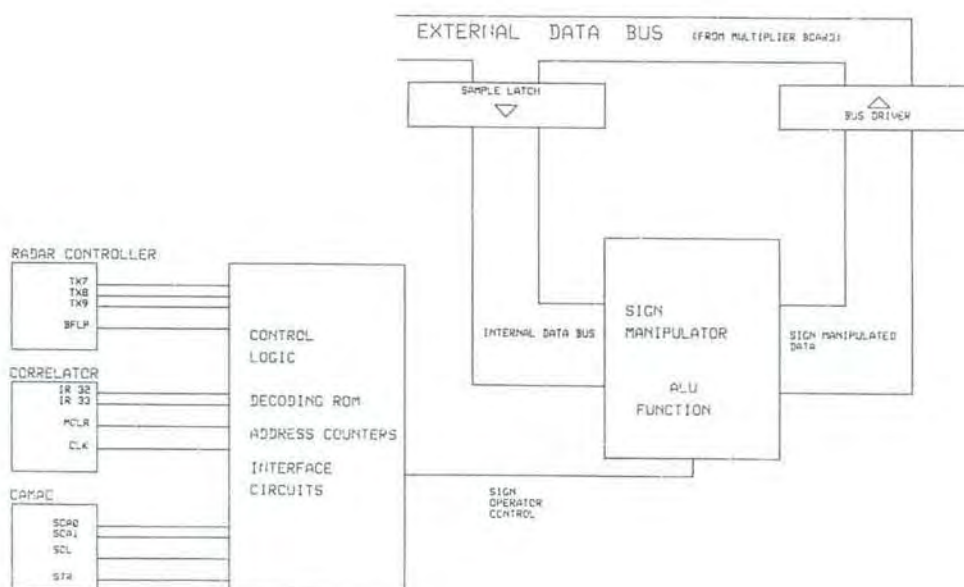 EXTERNAL DATA BUS (FROM MULTIPLIER BOARD)
SAMPLE LATCH
BUS DRIVER
RADAR CONTROLLER
TX7
TX8
TX9
BFLP
CORRELATOR
IR 32
IR 33
MCLR
CLK
CAMAC
SCA0
SCA1
SCL
STR
CONTROL
LOGIC
DECODING ROM
ADDRESS COUNTERS
INTERFACE
CIRCUITS
INTERNAL DATA BUS
SIGN
MANIPULATOR
ALU
FUNCTION
SIGN MANIPULATED
DATA
SIGN
OPERATOR
CONTROL